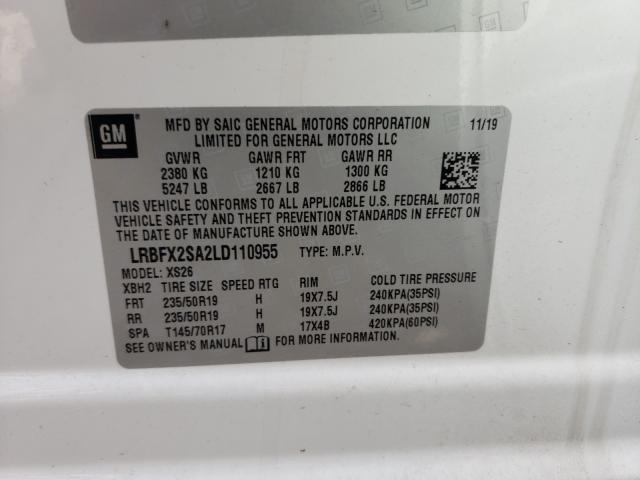 GM
MFD BY SAIC GENERAL MOTORS CORPORATION 11/19
LIMITED FOR GENERAL MOTORS LLC
GVWR GAWR FRT GAWR RR
2380 KG 1210 KG 1300 KG
5247 LB 2667 LB 2866 LB
THIS VEHICLE CONFORMS TO ALL APPLICABLE U.S. FEDERAL MOTOR
VEHICLE SAFETY AND THEFT PREVENTION STANDARDS IN EFFECT ON
THE DATE OF MANUFACTURE SHOWN ABOVE.
LRBFX2SA2LD110955 TYPE: M.P.V.
MODEL: XS26
XBH2 TIRE SIZE SPEED RTG RIM COLD TIRE PRESSURE
FRT 235/50R19 H 19X7.5J 240KPA(35PSI)
RR 235/50R19 H 19X7.5J 240KPA(35PSI)
SPA T145/70R17 M 17X4B 420KPA(60PSI)
SEE OWNER'S MANUAL FOR MORE INFORMATION.